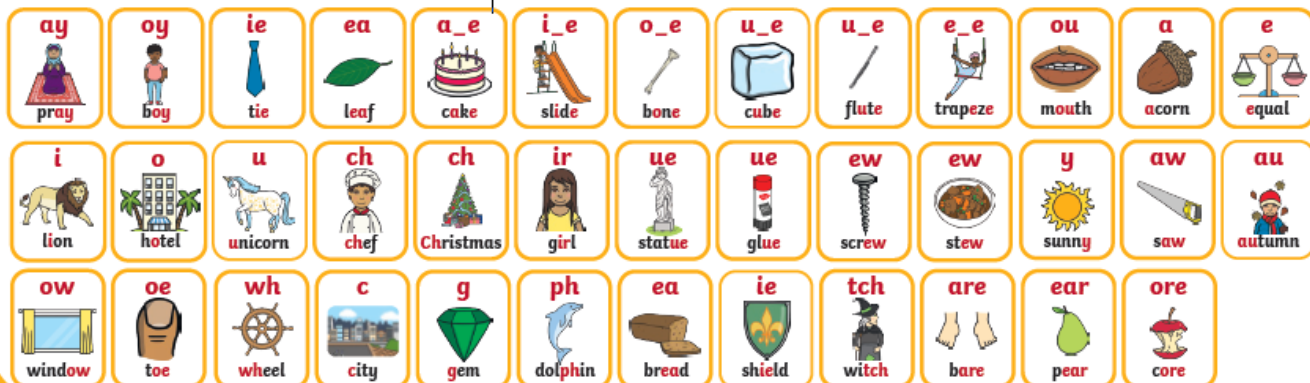 ay oy ie ea a_e i_e o_e u_e u_e e_e ou a e
pray boy tie leaf cake slide bone cube flute trapeze mouth acorn equal
i o u ch ch ir ue ue ew ew y aw au
lion hotel unicorn chef Christmas girl statue glue screw stew sunny saw autumn
ow oe wh c g ph ea ie tch are ear ore
window toe wheel city gem dolphin bread shield witch bare pear core